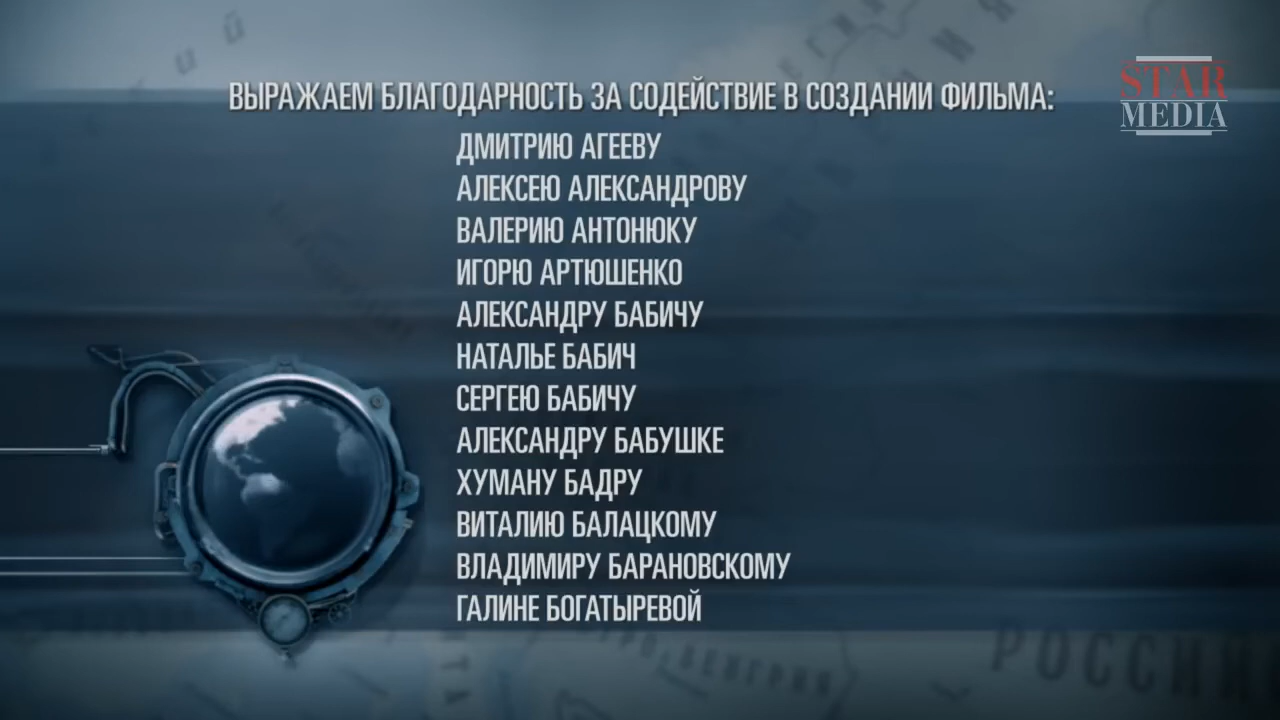 ВЫРАЖАЕМ БЛАГОДАРНОСТЬ ЗА СОДЕЙСТВИЕ В СОЗДАНИИ ФИЛЬМА:
STAR
MEDIA
ДМИТРИЮ АГЕЕВУ
АЛЕКСЕЮ АЛЕКСАНДРОВУ
ВАЛЕРИЮ АНТОНЮКУ
ИГОРЮ АРТЮШЕНКО
АЛЕКСАНДРУ БАБИЧУ
НАТАЛЬЕ БАБИЧ
СЕРГЕЮ БАБИЧУ
АЛЕКСАНДРУ БАБУШКЕ
ХУМАНУ БАДРУ
ВИТАЛИЮ БАЛАЦКОМУ
ВЛАДИМИРУ БАРАНОВСКОМУ
ГАЛИНЕ БОГАТЫРЕВОЙ